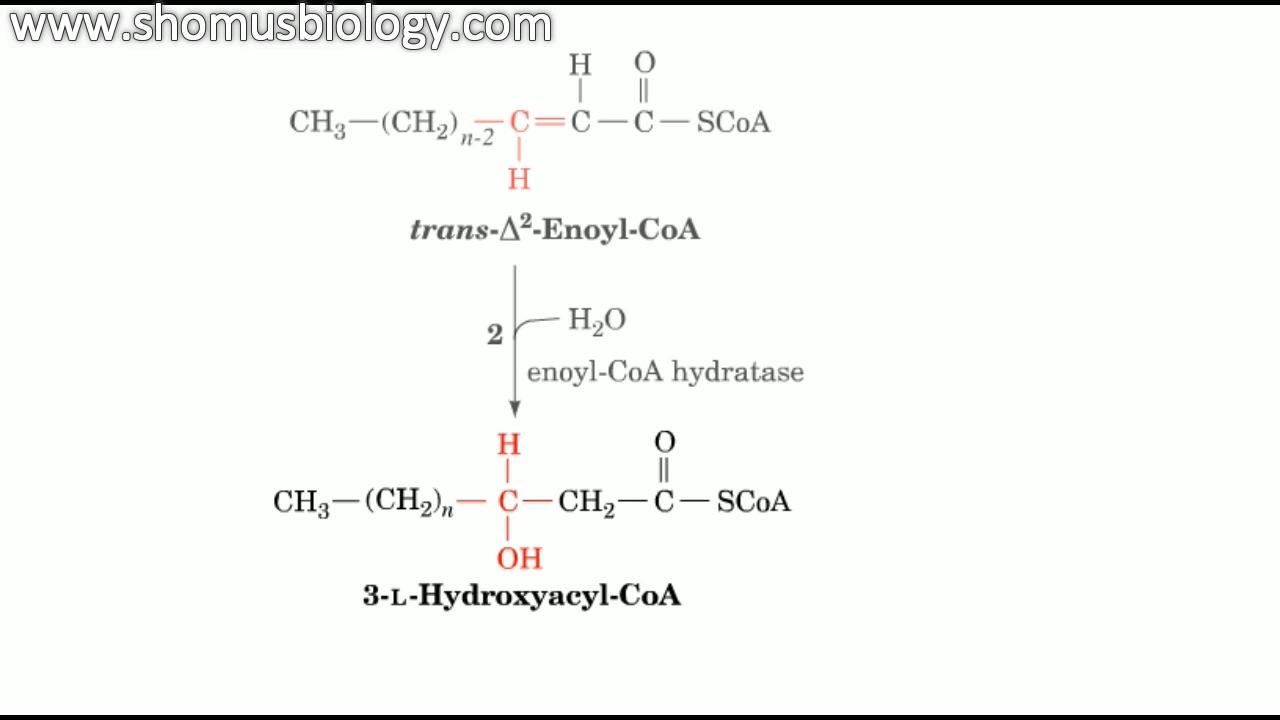 www.shomusbiology.com
H O
CH₃—(CH₂)ₙ₋₂—C=C—C—SCoA
H
trans-Δ²-Enoyl-CoA
2 H₂O
enoyl-CoA hydratase
H O
CH₃—(CH₂)ₙ—C—CH₂—C—SCoA
OH
3-L-Hydroxyacyl-CoA